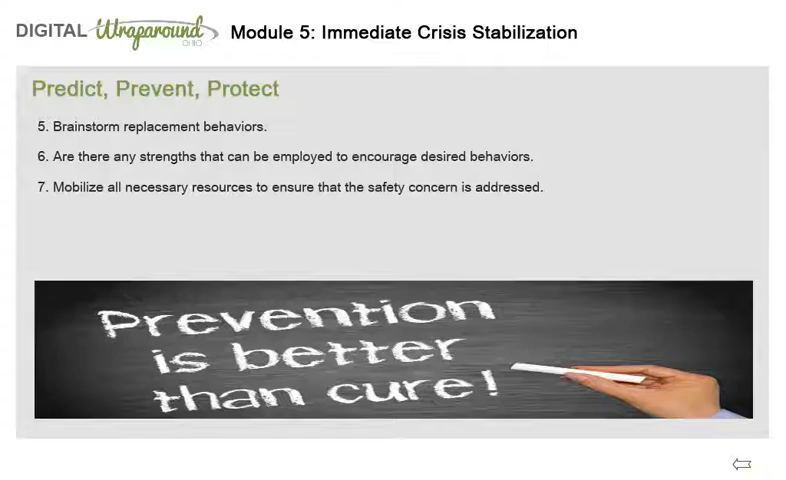 DIGITAL Wraparound OHIO
Module 5: Immediate Crisis Stabilization
Predict, Prevent, Protect
5. Brainstorm replacement behaviors.
6. Are there any strengths that can be employed to encourage desired behaviors.
7. Mobilize all necessary resources to ensure that the safety concern is addressed.
Prevention
is better
than cure!